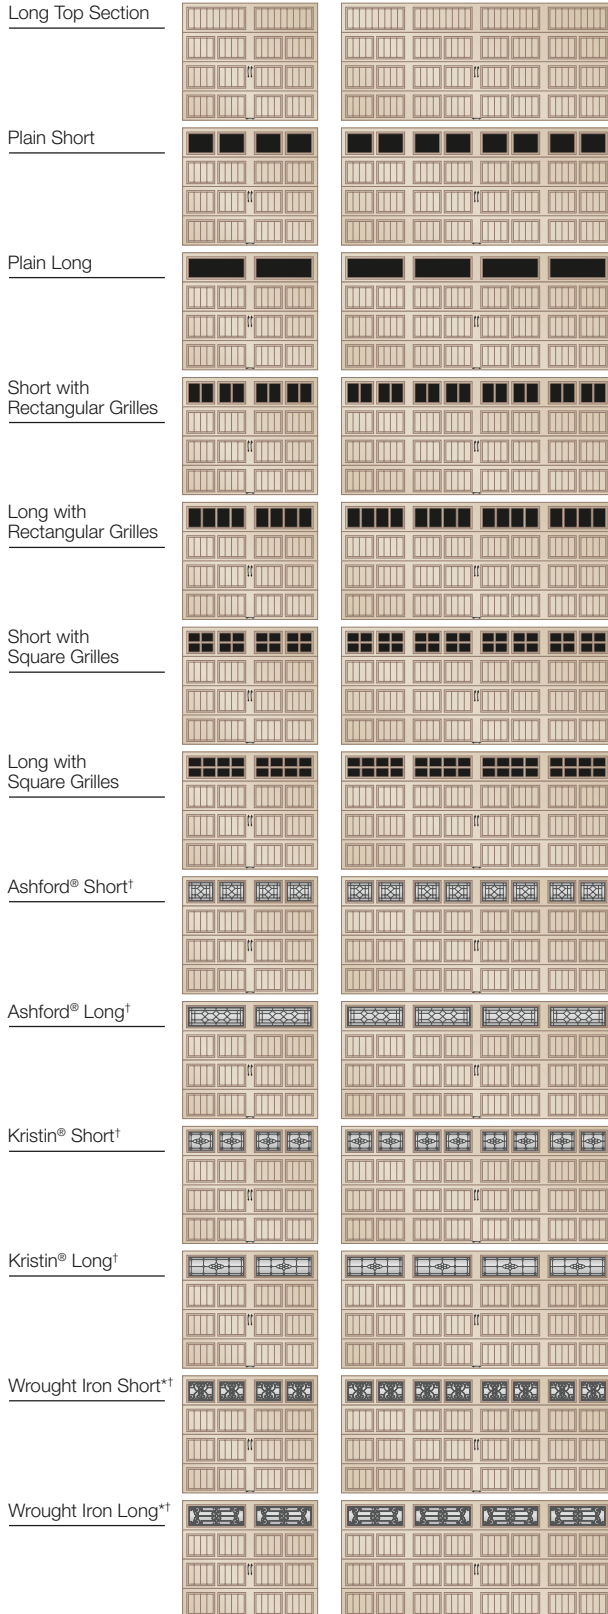 Long Top Section
Plain Short
Plain Long
Short with
Rectangular Grilles
Long with
Rectangular Grilles
Short with
Square Grilles
Long with
Square Grilles
Ashford® Short†
Ashford® Long†
Kristin® Short†
Kristin® Long†
Wrought Iron Short*†
Wrought Iron Long*†